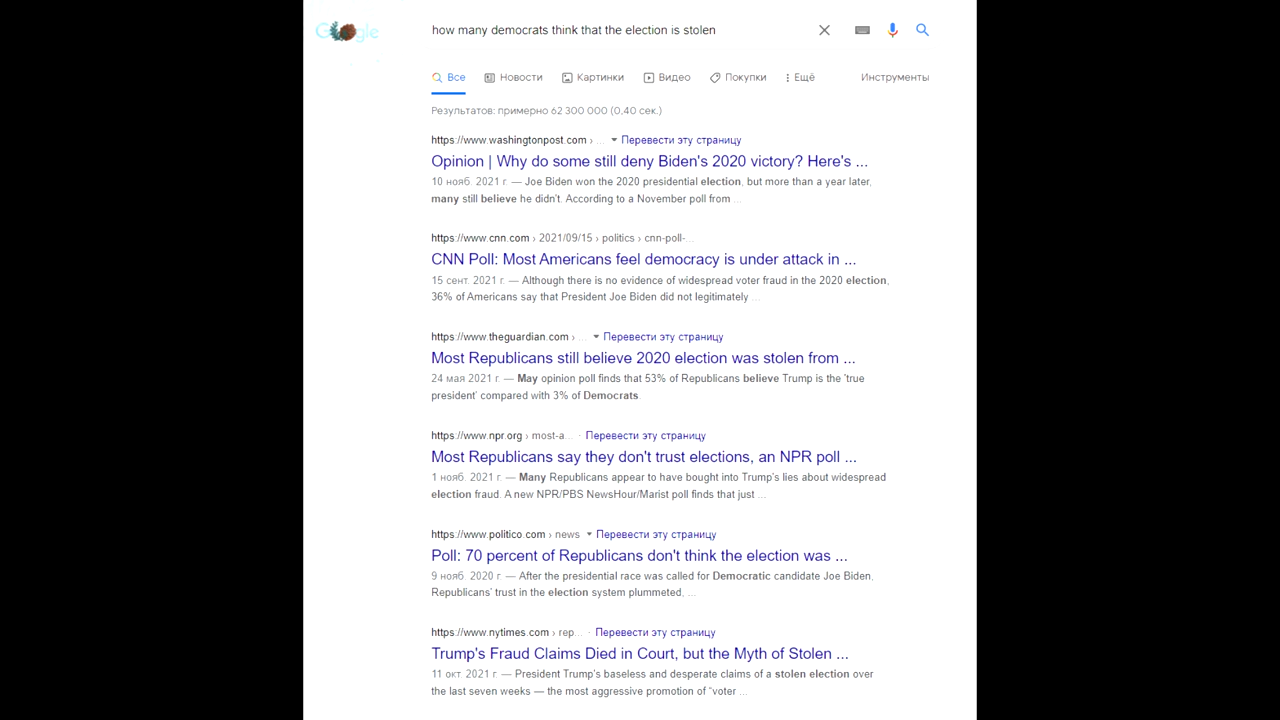 Google
how many democrats think that the election is stolen
Все Новости Картинки Видео Покупки Ещё Инструменты
Результатов: примерно 62 300 000 (0,40 сек.)
https://www.washingtonpost.com › ... Перевести эту страницу
Opinion | Why do some still deny Biden's 2020 victory? Here's ...
10 нояб. 2021 г. — Joe Biden won the 2020 presidential election, but more than a year later,
many still believe he didn't. According to a November poll from ...
https://www.cnn.com › 2021/09/15 › politics › cnn-poll-...
CNN Poll: Most Americans feel democracy is under attack in ...
15 сент. 2021 г. — Although there is no evidence of widespread voter fraud in the 2020 election,
36% of Americans say that President Joe Biden did not legitimately ...
https://www.theguardian.com › ... Перевести эту страницу
Most Republicans still believe 2020 election was stolen from ...
24 мая 2021 г. — May opinion poll finds that 53% of Republicans believe Trump is the 'true
president' compared with 3% of Democrats.
https://www.npr.org › most-a... · Перевести эту страницу
Most Republicans say they don't trust elections, an NPR poll ...
1 нояб. 2021 г. — Many Republicans appear to have bought into Trump's lies about widespread
election fraud. A new NPR/PBS NewsHour/Marist poll finds that just ...
https://www.politico.com › news Перевести эту страницу
Poll: 70 percent of Republicans don't think the election was ...
9 нояб. 2020 г. — After the presidential race was called for Democratic candidate Joe Biden,
Republicans' trust in the election system plummeted, ...
https://www.nytimes.com › rep... · Перевести эту страницу
Trump's Fraud Claims Died in Court, but the Myth of Stolen ...
11 окт. 2021 г. — President Trump's baseless and desperate claims of a stolen election over
the last seven weeks — the most aggressive promotion of "voter ...